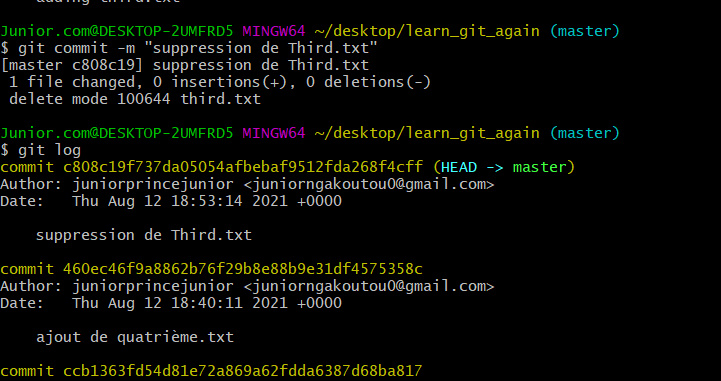 adding third.txt
Junior.com@DESKTOP-2UMFRD5 MINGW64 ~/desktop/learn_git_again (master)
$ git commit -m "suppression de Third.txt"
[master c808c19] suppression de Third.txt
1 file changed, 0 insertions(+), 0 deletions(-)
delete mode 100644 third.txt
Junior.com@DESKTOP-2UMFRD5 MINGW64 ~/desktop/learn_git_again (master)
$ git log
commit c808c19f737da05054afbebaf9512fda268f4cff (HEAD -> master)
Author: juniorprincejunior <juniorngakoutou0@gmail.com>
Date: Thu Aug 12 18:53:14 2021 +0000
suppression de Third.txt
commit 460ec46f9a8862b76f29b8e88b9e31df4575358c
Author: juniorprincejunior <juniorngakoutou0@gmail.com>
Date: Thu Aug 12 18:40:11 2021 +0000
ajout de quatrième.txt
commit ccb1363fd54d81e72a869a62fdda6387d68ba817